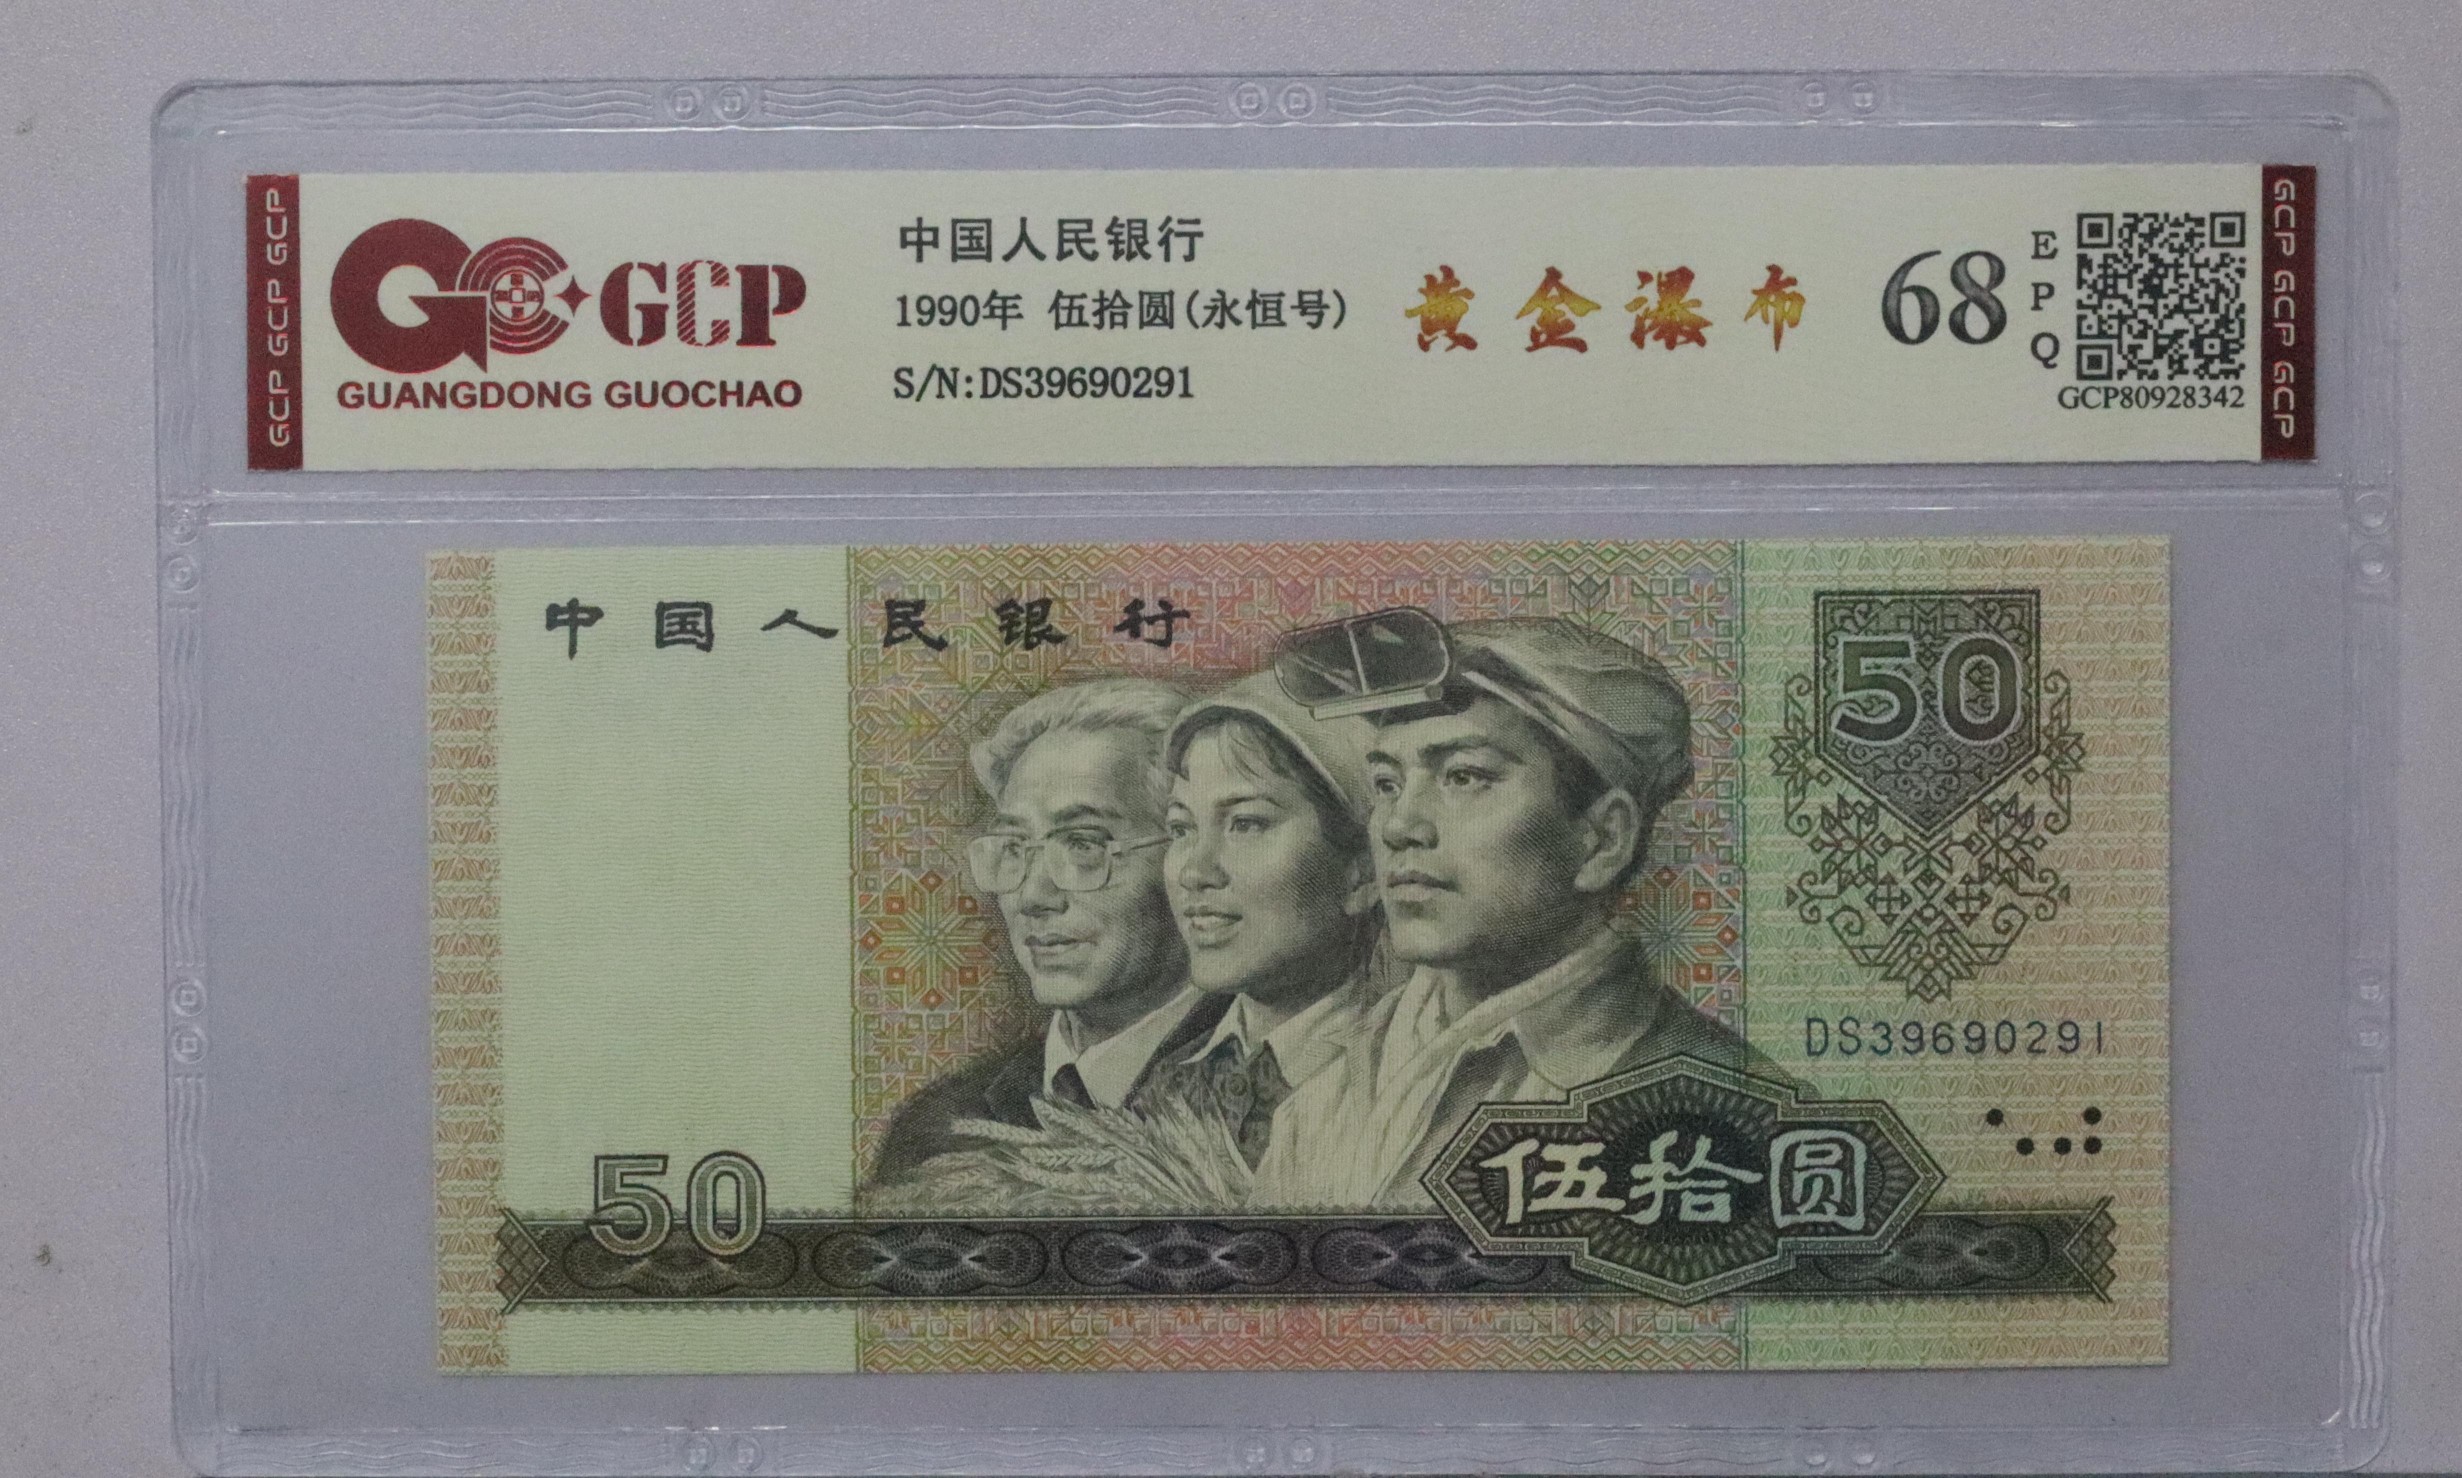 GCP GCP GCP
GCP
GUANGDONG GUOCHAO
中国人民银行
1990年 伍拾圆(永恒号)
S/N:DS39690291
黄金瀑布
68
EPQ
GCP80928342
GCP GCP GCP
中国人民银行
50
DS39690291
50
伍拾圆